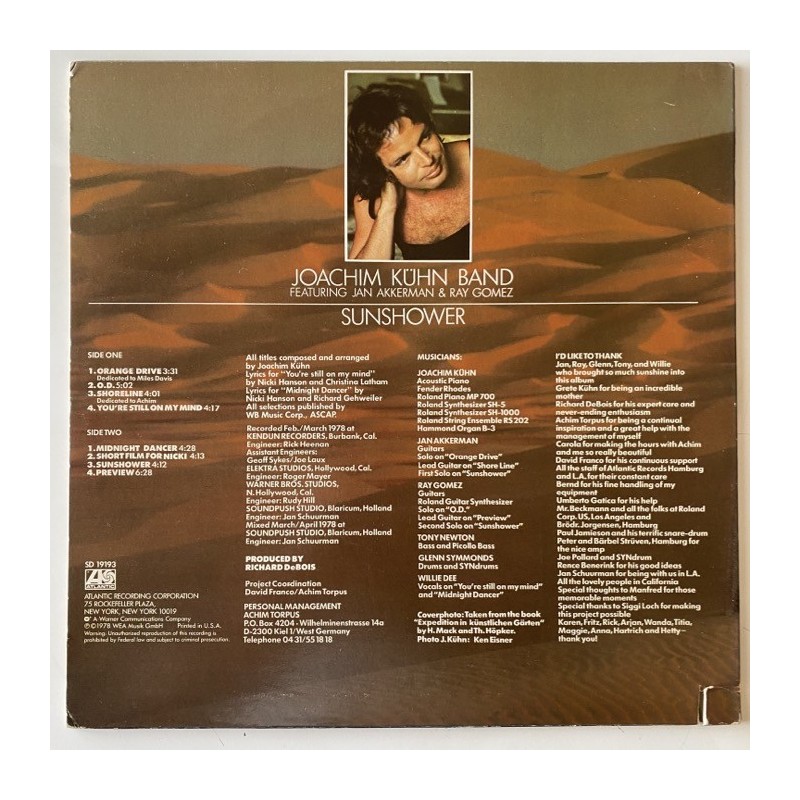 JOACHIM KÜHN BAND
FEATURING JAN AKKERMAN & RAY GOMEZ
SUNSHOWER
SIDE ONE
1. ORANGE DRIVE 3:31
Dedicated to Miles Davis
2. O.D. 5:02
3. SHORELINE 4:01
Dedicated to Achim
4. YOU'RE STILL ON MY MIND 4:17
SIDE TWO
1. MIDNIGHT DANCER 4:28
2. SHORT FILM FOR NICKI 4:13
3. SUNSHOWER 4:12
4. PREVIEW 6:28
SD 19193
ATLANTIC
ATLANTIC RECORDING CORPORATION
75 ROCKEFELLER PLAZA,
NEW YORK, NEW YORK 10019
A Warner Communications Company
℗©1978 WEA Musik GmbH Printed in U.S.A.
Warning: Unauthorized reproduction of this recording is
prohibited by Federal law and subject to criminal prosecution.
All titles composed and arranged
by Joachim Kühn
Lyrics for "You're still on my mind"
by Nicki Hanson and Christina Latham
Lyrics for "Midnight Dancer" by
Nicki Hanson and Richard Gehweiler
All selections published by
WB Music Corp., ASCAP.
Recorded Feb./March 1978 at
KENDUN RECORDERS, Burbank, Cal.
Engineer: Rick Heenan
Assistant Engineers:
Geoff Sykes/Joe Laux
ELEKTRA STUDIOS, Hollywood, Cal.
Engineer: Roger Mayer
WARNER BROS. STUDIOS,
N. Hollywood, Cal.
Engineer: Rudy Hill
SOUNDPUSH STUDIO, Blaricum, Holland
Engineer: Jan Schuurman
Mixed March/April 1978 at
SOUNDPUSH STUDIO, Blaricum, Holland
Engineer: Jan Schuurman
PRODUCED BY
RICHARD DeBOIS
Project Coordination
David Franco/Achim Torpus
PERSONAL MANAGEMENT
ACHIM TORPUS
P.O. Box 4204 - Wilhelminenstrasse 14a
D-2300 Kiel 1/West Germany
Telephone 04 31/55 18 18
MUSICIANS:
JOACHIM KÜHN
Acoustic Piano
Fender Rhodes
Roland Piano MP 700
Roland Synthesizer SH-5
Roland Synthesizer SH-1000
Roland String Ensemble RS 202
Hammond Organ B-3
JAN AKKERMAN
Guitars
Solo on "Orange Drive"
Lead Guitar on "Shore Line"
First Solo on "Sunshower"
RAY GOMEZ
Guitars
Roland Guitar Synthesizer
Solo on "O.D."
Lead Guitar on "Preview"
Second Solo on "Sunshower"
TONY NEWTON
Bass and Picollo Bass
GLENN SYMMONDS
Drums and SYNdrums
WILLIE DEE
Vocals on "You're still on my mind"
and "Midnight Dancer"
Coverphoto: Taken from the book
"Expedition in künstlichen Gärten"
by H. Mack and Th. Höpker.
Photo J. Kühn: Ken Eisner
I'D LIKE TO THANK
Jan, Ray, Glenn, Tony, and Willie
who brought so much sunshine into
this album
Grete Kühn for being an incredible
mother
Richard DeBois for his expert care and
never-ending enthusiasm
Achim Torpus for being a continual
inspiration and a great help with the
management of myself
Carola for making the hours with Achim
and me so really beautiful
David Franco for his continuous support
All the staff of Atlantic Records Hamburg
and L.A. for their constant care
Bernd for his fine handling of my
equipment
Umberto Gatica for his help
Mr. Beckmann and all the folks at Roland
Corp. US, Los Angeles and
Brödr. Jorgensen, Hamburg
Paul Jamieson and his terrific snare-drum
Peter and Bärbel Strüven, Hamburg for
the nice amp
Joe Pollard and SYNdrum
Rence Benerink for his good ideas
Jan Schuurman for being with us in L.A.
All the lovely people in California
Special thoughts to Manfred for those
memorable moments
Special thanks to Siggi Loch for making
this project possible
Karen, Fritz, Rick, Arjan, Wanda, Titia,
Maggie, Anna, Hartrich and Hetty—
thank you!